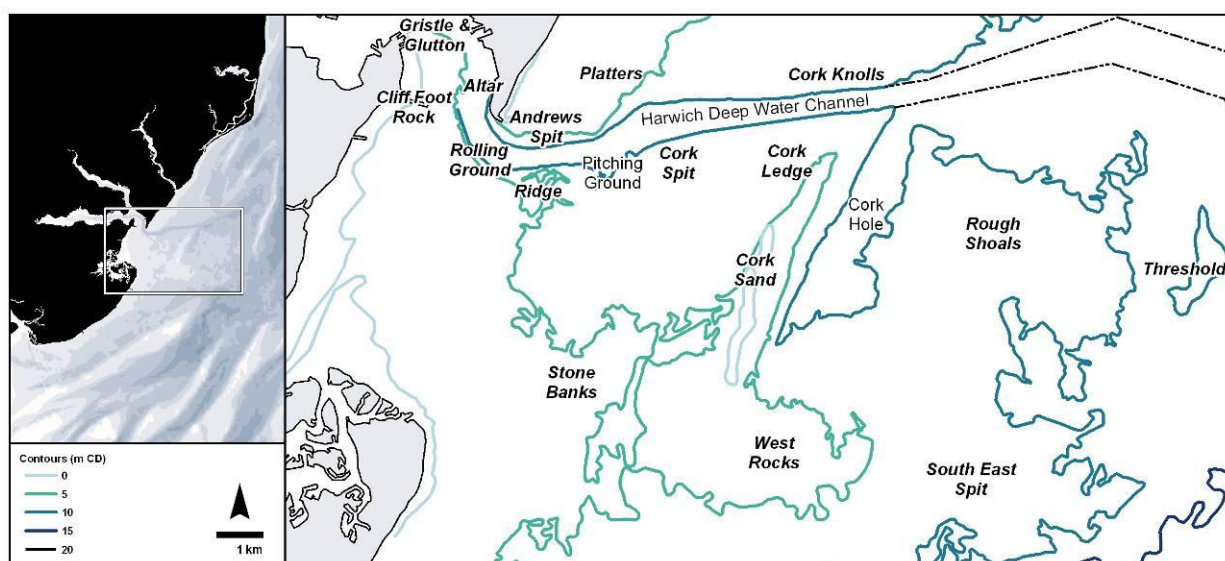 Gristle &
Glutton
Cliff Foot
Rock
Altar
Andrews
Spit
Platters
Cork Knolls
Harwich Deep Water Channel
Rolling
Ground
Ridge
Pitching
Ground
Cork
Spit
Cork
Ledge
Cork
Hole
Rough
Shoals
Threshold
Cork
Sand
Stone
Banks
West
Rocks
South East
Spit
Contours (m CD)
0
5
10
15
20
1 km